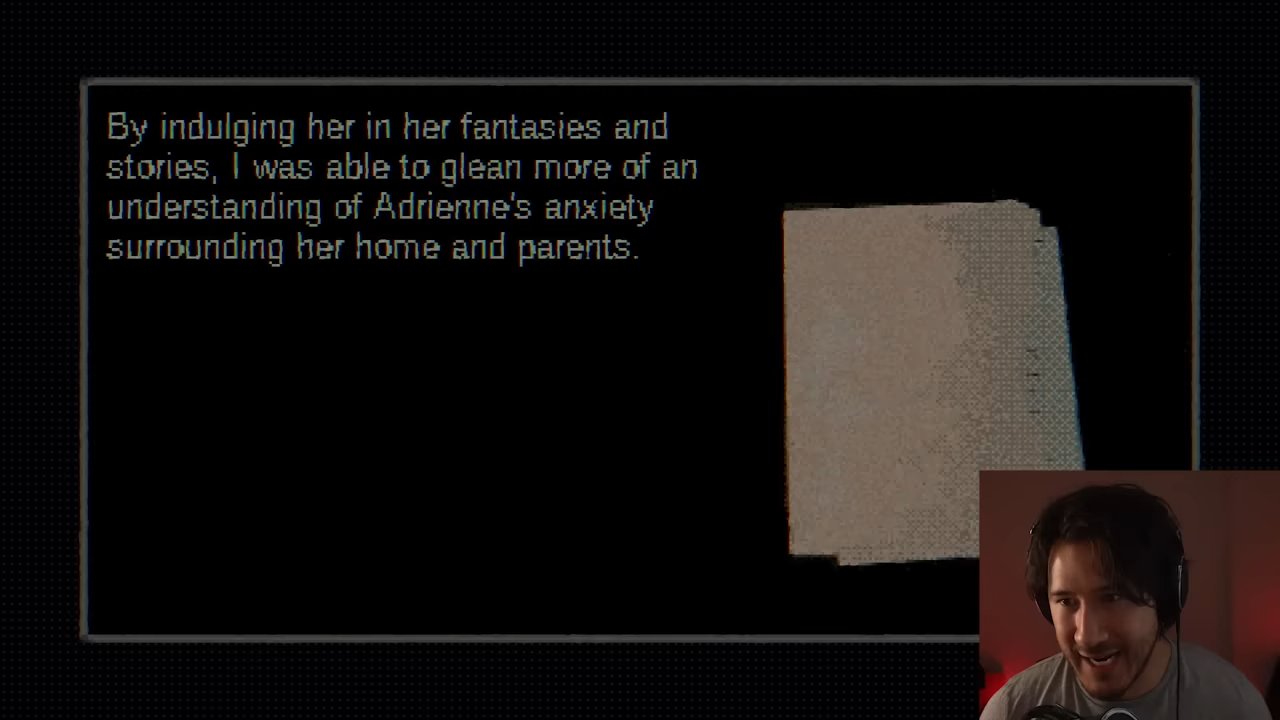 By indulging her in her fantasies and
stories, I was able to glean more of an
understanding of Adrienne's anxiety
surrounding her home and parents.